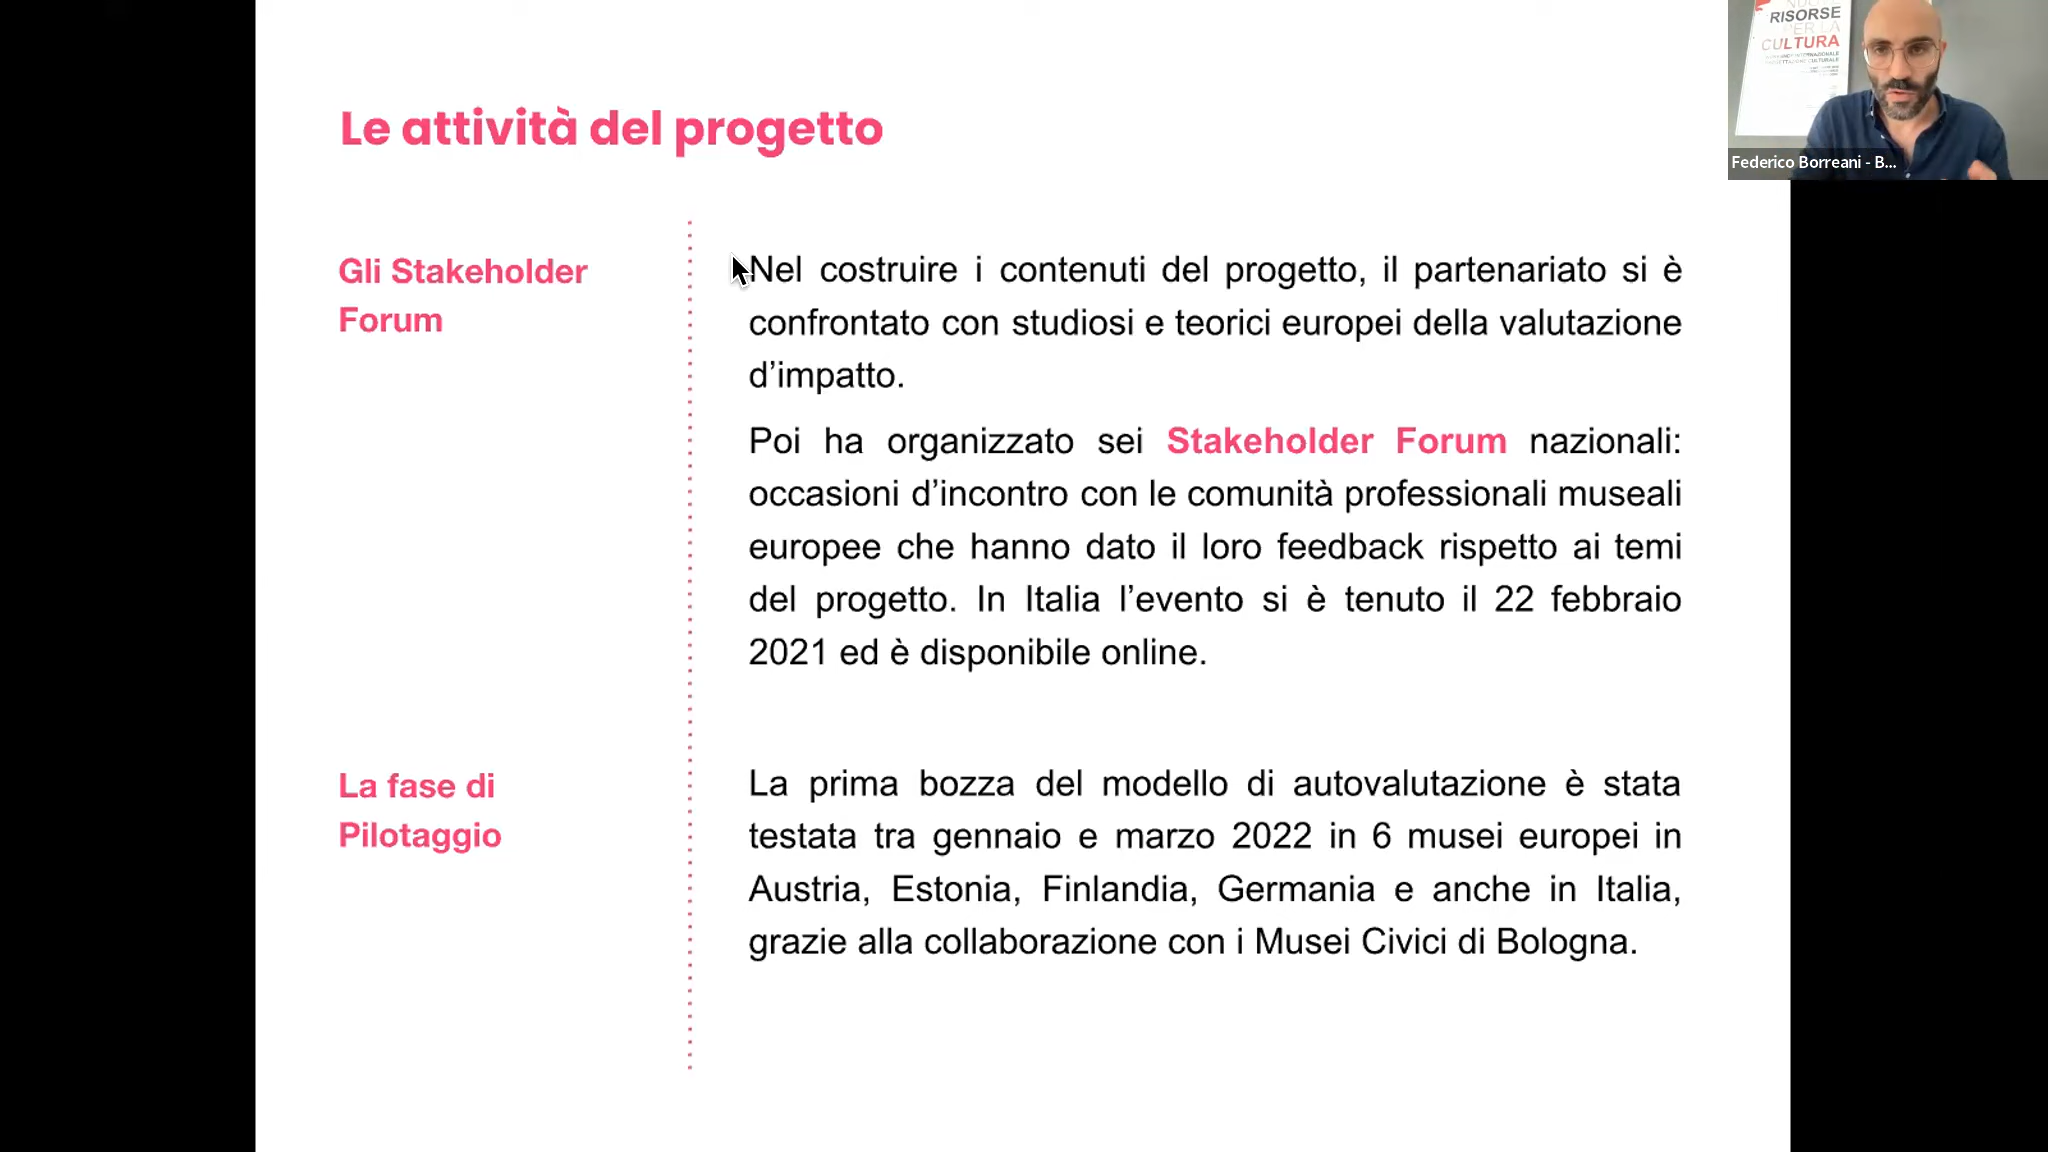 Le attività del progetto
Gli Stakeholder
Forum
Nel costruire i contenuti del progetto, il partenariato si è
confrontato con studiosi e teorici europei della valutazione
d’impatto.
Poi ha organizzato sei Stakeholder Forum nazionali:
occasioni d’incontro con le comunità professionali museali
europee che hanno dato il loro feedback rispetto ai temi
del progetto. In Italia l’evento si è tenuto il 22 febbraio
2021 ed è disponibile online.
La fase di
Pilotaggio
La prima bozza del modello di autovalutazione è stata
testata tra gennaio e marzo 2022 in 6 musei europei in
Austria, Estonia, Finlandia, Germania e anche in Italia,
grazie alla collaborazione con i Musei Civici di Bologna.
RISORSE
PER LA
CULTURA
Federico Borreani - B...